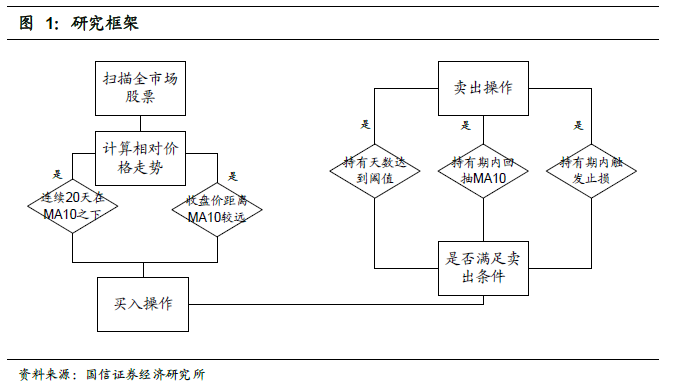 图 1：研究框架
扫描全市场
股票
计算相对价
格走势
是
是
连续20天在
MA10之下
收盘价距离
MA10较远
买入操作
卖出操作
是
是
是
持有天数达
到阈值
持有期内回
抽MA10
持有期内触
发止损
是否满足卖
出条件
资料来源：国信证券经济研究所